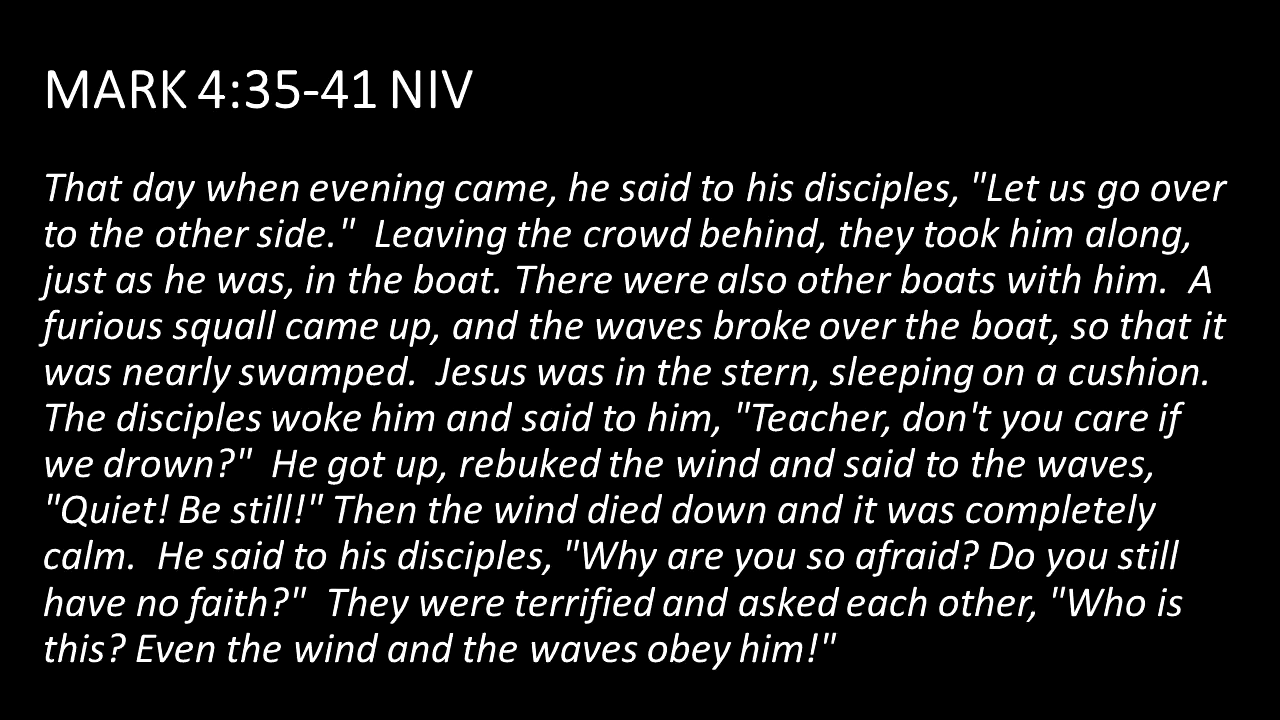 MARK 4:35-41 NIV
That day when evening came, he said to his disciples, "Let us go over
to the other side."  Leaving the crowd behind, they took him along,
just as he was, in the boat. There were also other boats with him.  A
furious squall came up, and the waves broke over the boat, so that it
was nearly swamped.  Jesus was in the stern, sleeping on a cushion.
The disciples woke him and said to him, "Teacher, don't you care if
we drown?"  He got up, rebuked the wind and said to the waves,
"Quiet! Be still!" Then the wind died down and it was completely
calm.  He said to his disciples, "Why are you so afraid? Do you still
have no faith?"  They were terrified and asked each other, "Who is
this? Even the wind and the waves obey him!"